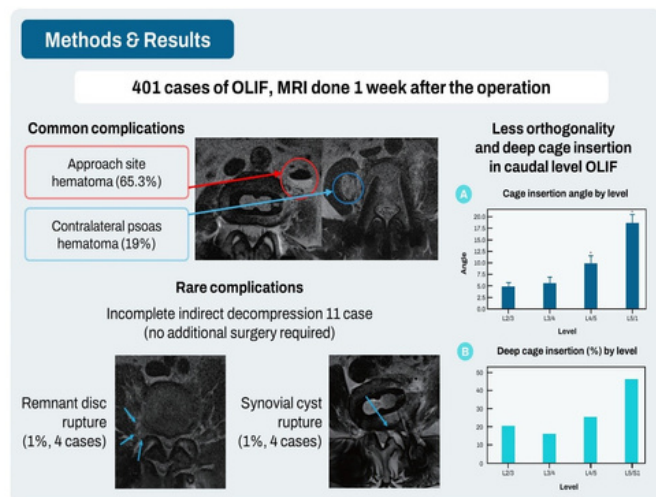 Methods & Results
401 cases of OLIF, MRI done 1 week after the operation
Common complications
Approach site
hematoma (65.3%)
Contralateral psoas
hematoma (19%)
Rare complications
Incomplete indirect decompression 11 case
(no additional surgery required)
Remnant disc
rupture
(1%, 4 cases)
Synovial cyst
rupture
(1%, 4 cases)
Less orthogonality
and deep cage insertion
in caudal level OLIF
A
Cage insertion angle by level
Angle
20.0
17.5
15.0
12.5
10.0
7.5
5.0
2.5
0.0
L2/3 L3/4 L4/5 L5/1
Level
B
Deep cage insertion (%) by level
50
40
30
20
10
0
L2/3 L3/4 L4/5 L5/S1
Level